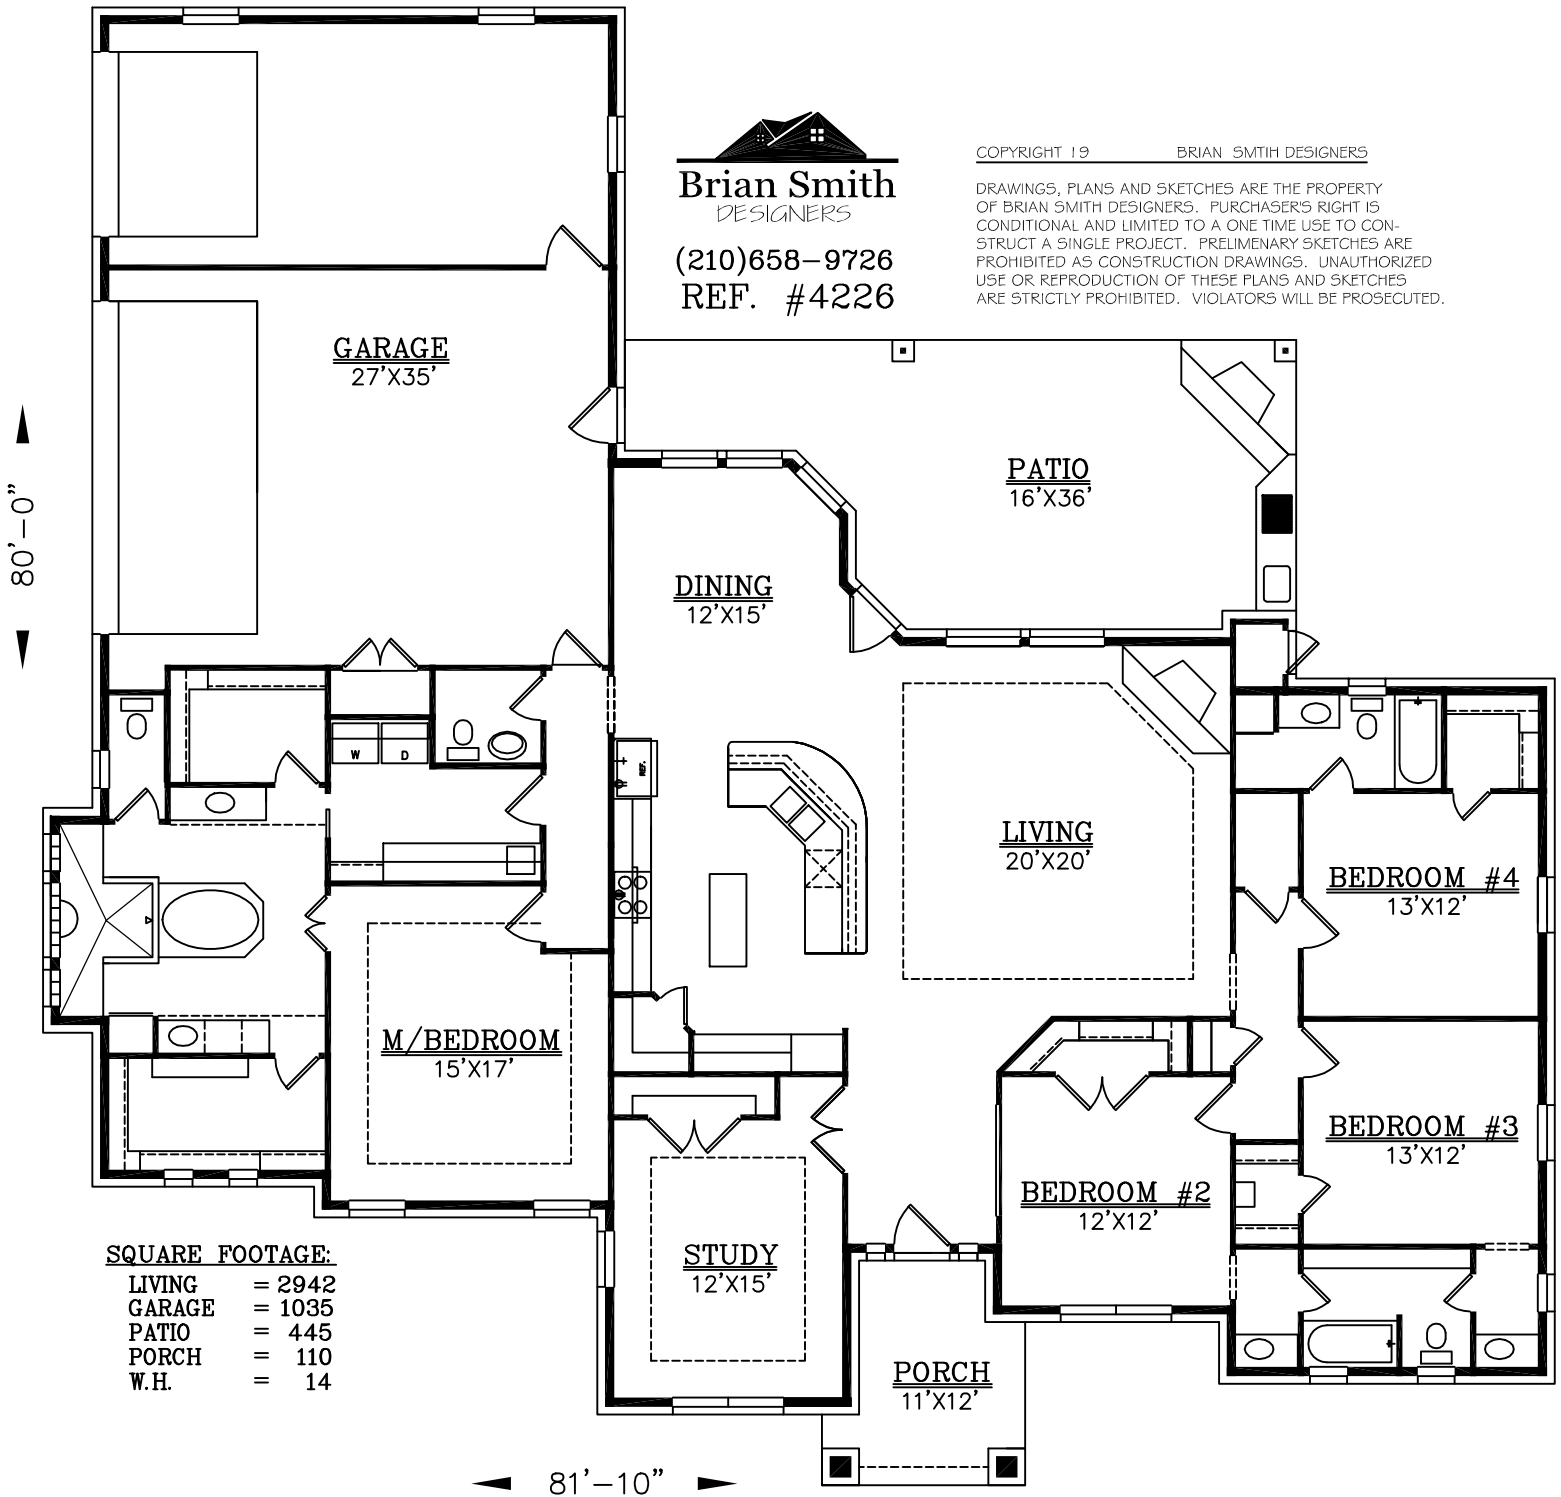 Brian Smith
DESIGNERS
(210)658-9726
REF. #4226
COPYRIGHT 19 BRIAN SMTIH DESIGNERS
DRAWINGS, PLANS AND SKETCHES ARE THE PROPERTY
OF BRIAN SMITH DESIGNERS. PURCHASER'S RIGHT IS
CONDITIONAL AND LIMITED TO A ONE TIME USE TO CON-
STRUCT A SINGLE PROJECT. PRELIMENARY SKETCHES ARE
PROHIBITED AS CONSTRUCTION DRAWINGS. UNAUTHORIZED
USE OR REPRODUCTION OF THESE PLANS AND SKETCHES
ARE STRICTLY PROHIBITED. VIOLATORS WILL BE PROSECUTED.
GARAGE
27'X35'
80'-0"
PATIO
16'X36'
DINING
12'X15'
W
D
REF.
LIVING
20'X20'
BEDROOM #4
13'X12'
M/BEDROOM
15'X17'
BEDROOM #3
13'X12'
BEDROOM #2
12'X12'
STUDY
12'X15'
PORCH
11'X12'
SQUARE FOOTAGE:
LIVING = 2942
GARAGE = 1035
PATIO = 445
PORCH = 110
W.H. = 14
81'-10"